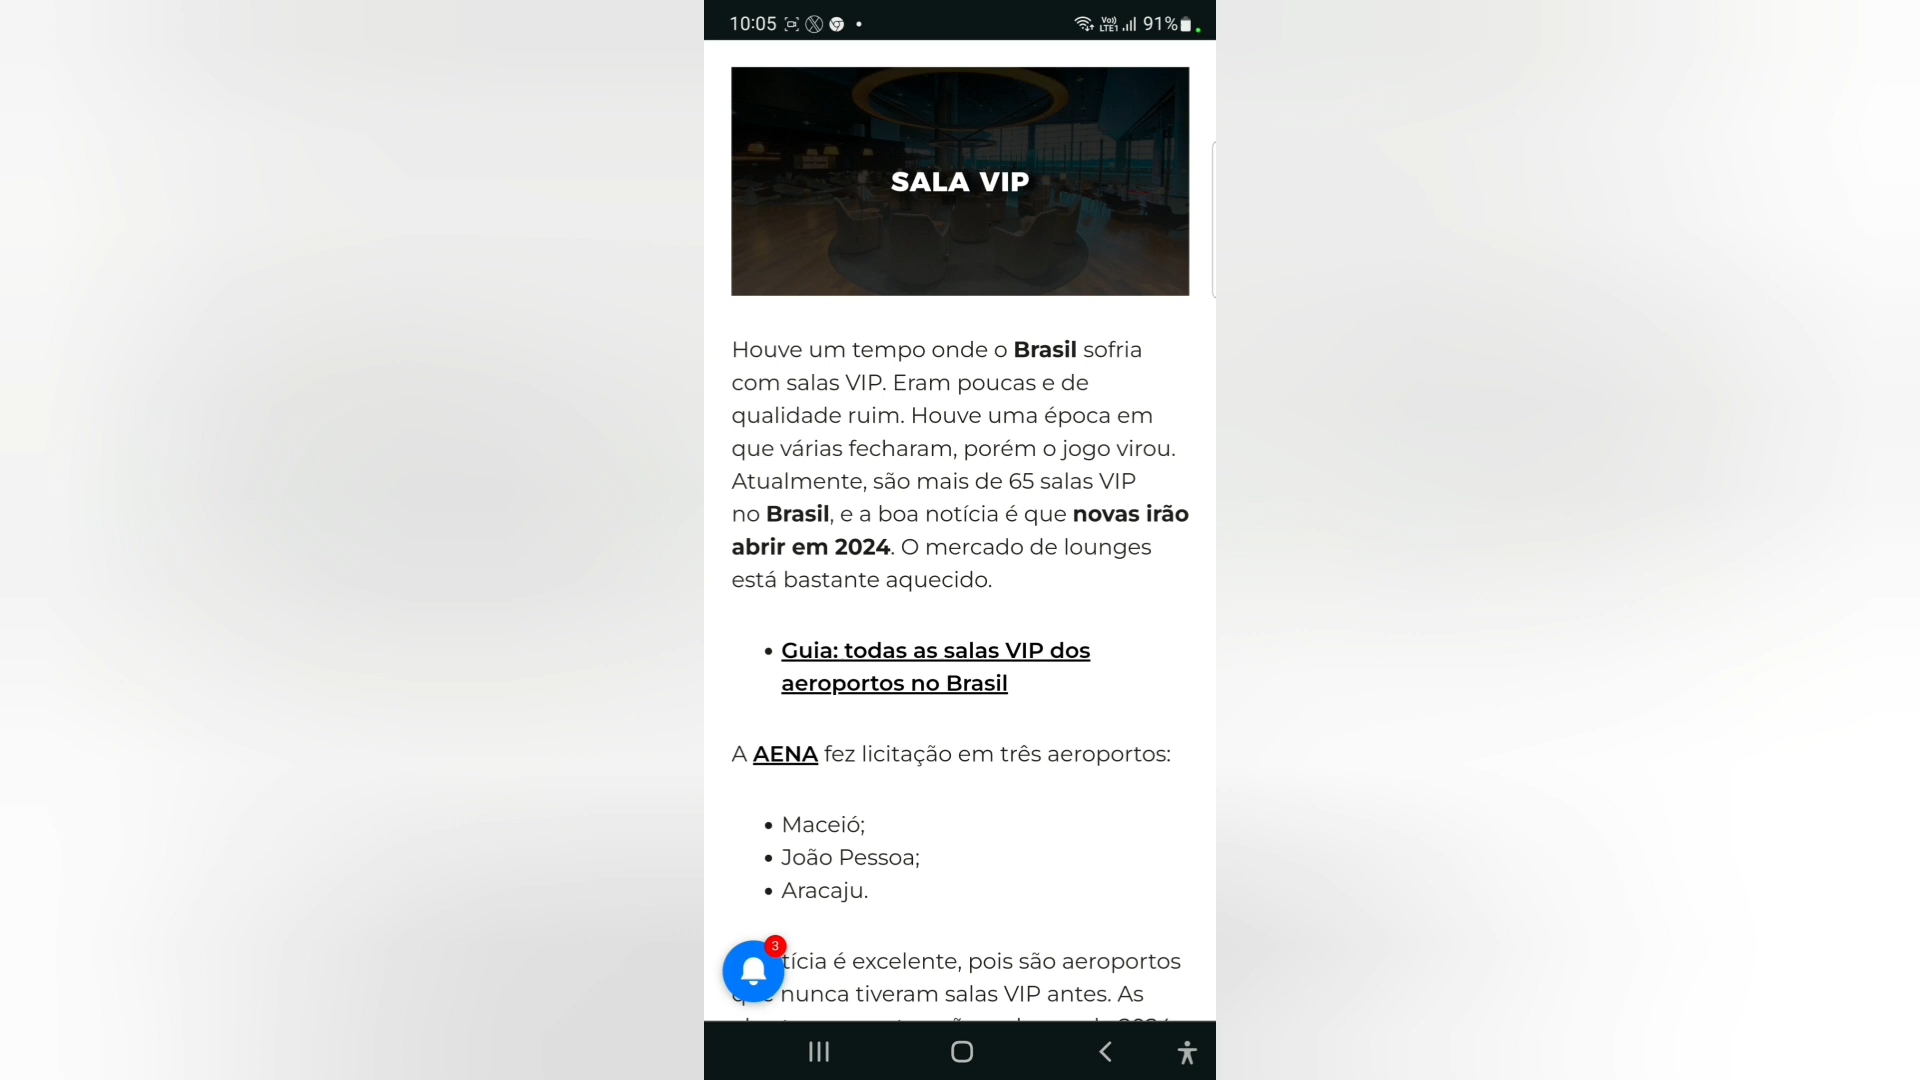 10:05
Vo)) LTE1 91%
SALA VIP
Houve um tempo onde o Brasil sofria
com salas VIP. Eram poucas e de
qualidade ruim. Houve uma época em
que várias fecharam, porém o jogo virou.
Atualmente, são mais de 65 salas VIP
no Brasil, e a boa notícia é que novas irão
abrir em 2024. O mercado de lounges
está bastante aquecido.
• Guia: todas as salas VIP dos
aeroportos no Brasil
A AENA fez licitação em três aeroportos:
• Maceió;
• João Pessoa;
• Aracaju.
3
é excelente, pois são aeroportos
nunca tiveram salas VIP antes. As